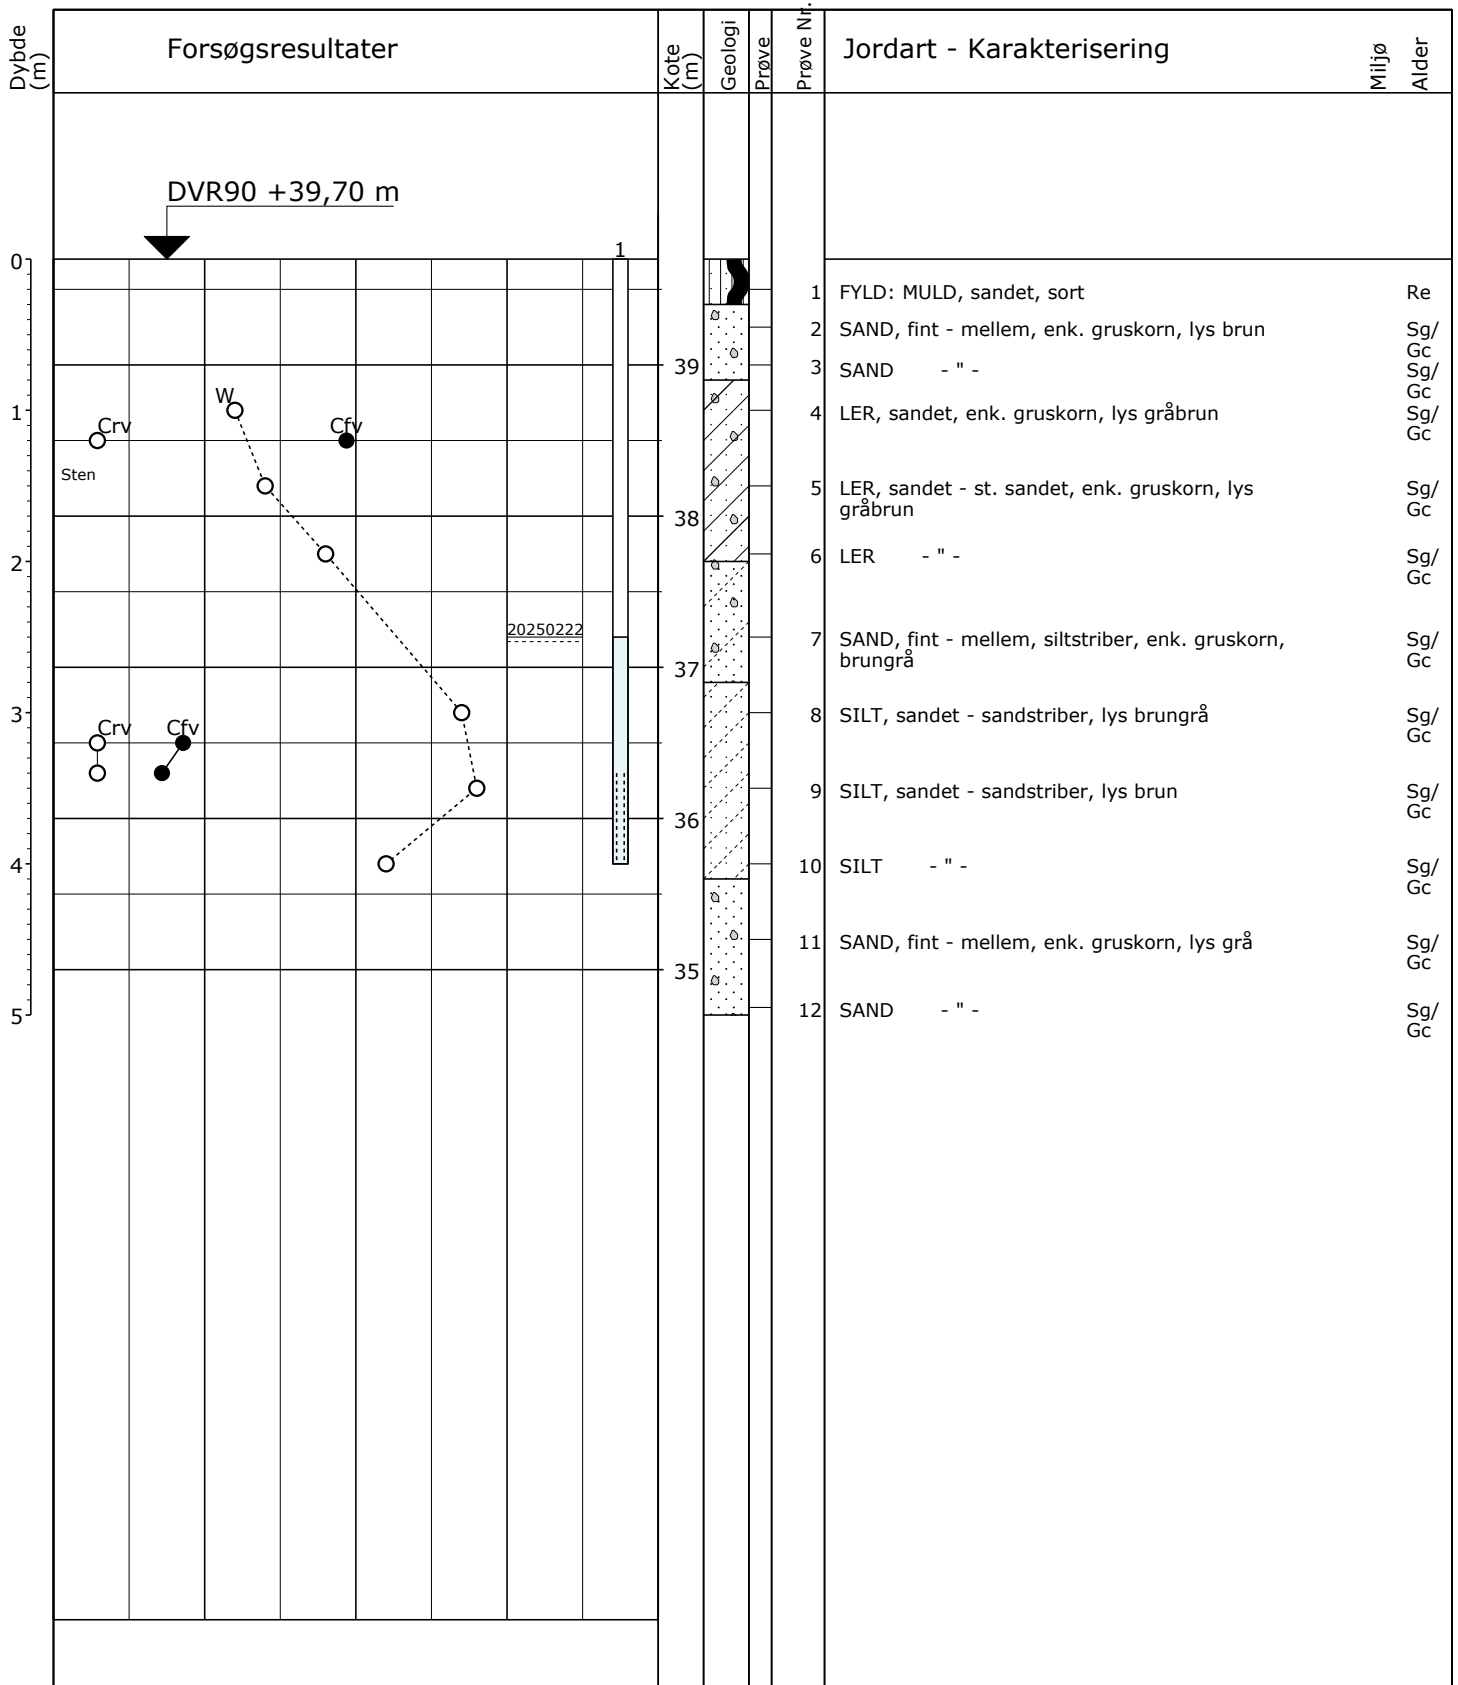 Dybde
(m)
Forsøgsresultater
Kote
(m)
Geologi
Prøve
Prøve Nr.
Jordart - Karakterisering
Miljø
Alder
DVR90 +39,70 m
1
0
1 FYLD: MULD, sandet, sort Re
2 SAND, fint - mellem, enk. gruskorn, lys brun Sg/
Gc
39
3 SAND - " - Sg/
Gc
W
1
4 LER, sandet, enk. gruskorn, lys gråbrun Sg/
Gc
Crv
Cfv
Sten
5 LER, sandet - st. sandet, enk. gruskorn, lys Sg/
gråbrun Gc
38
6 LER - " - Sg/
Gc
2
20250222
7 SAND, fint - mellem, siltstriber, enk. gruskorn, Sg/
brungrå Gc
37
3
8 SILT, sandet - sandstriber, lys brungrå Sg/
Gc
Crv
Cfv
9 SILT, sandet - sandstriber, lys brun Sg/
Gc
36
4
10 SILT - " - Sg/
Gc
11 SAND, fint - mellem, enk. gruskorn, lys grå Sg/
Gc
35
5
12 SAND - " - Sg/
Gc